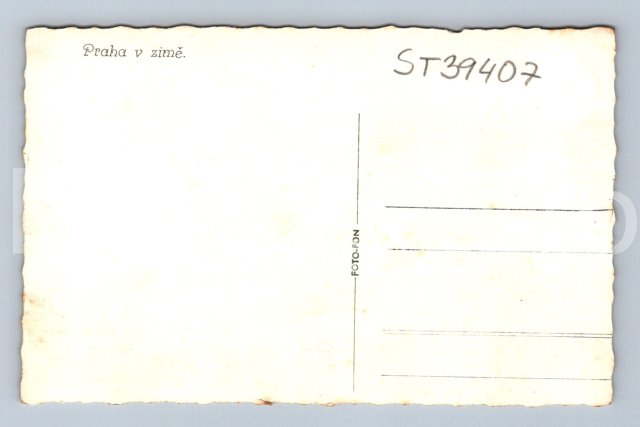 Praha v zimě.
ST39407
FOTO-FON